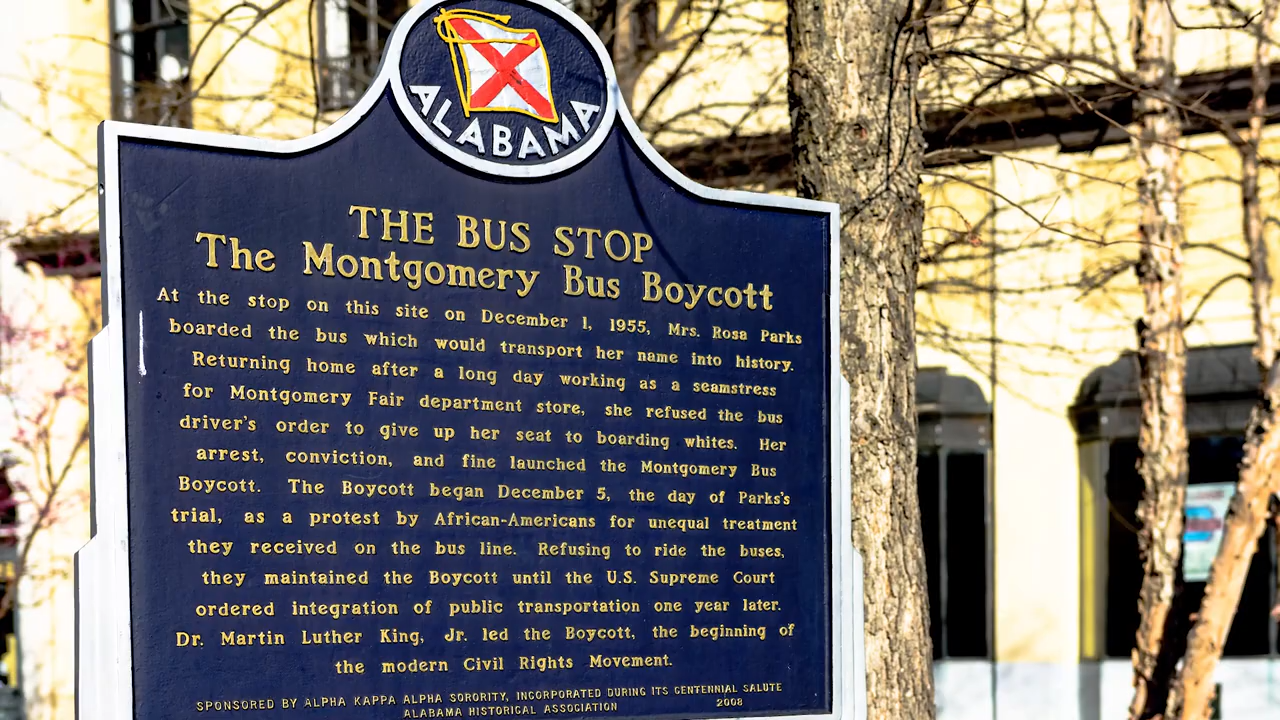 ALABAMA
THE BUS STOP
The Montgomery Bus Boycott
At the stop on this site on December 1, 1955, Mrs. Rosa Parks
boarded the bus which would transport her name into history.
Returning home after a long day working as a seamstress
for Montgomery Fair department store, she refused the bus
driver's order to give up her seat to boarding whites. Her
arrest, conviction, and fine launched the Montgomery Bus
Boycott. The Boycott began December 5, the day of Parks's
trial, as a protest by African-Americans for unequal treatment
they received on the bus line. Refusing to ride the buses,
they maintained the Boycott until the U.S. Supreme Court
ordered integration of public transportation one year later.
Dr. Martin Luther King, Jr. led the Boycott, the beginning of
the modern Civil Rights Movement.
SPONSORED BY ALPHA KAPPA ALPHA SORORITY, INCORPORATED DURING ITS CENTENNIAL SALUTE
ALABAMA HISTORICAL ASSOCIATION 2008